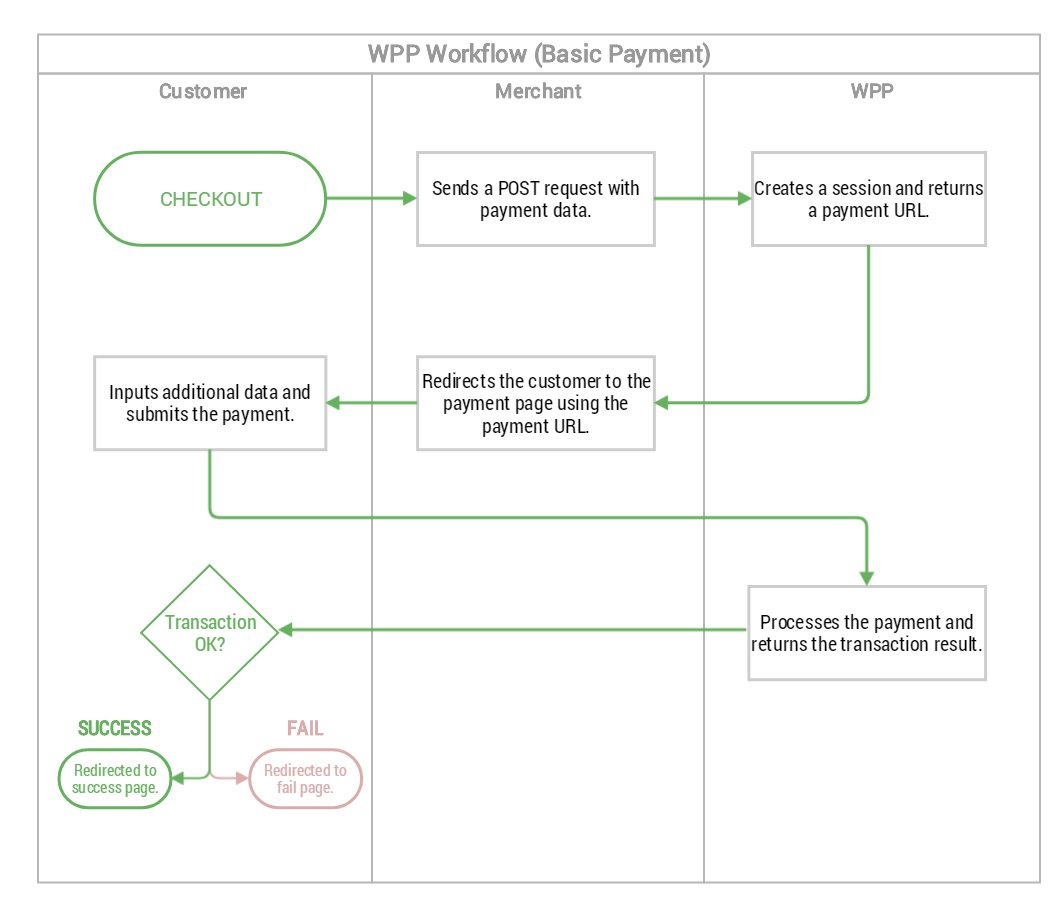 WPP Workflow (Basic Payment)
Customer
Merchant
WPP
CHECKOUT
Sends a POST request with
payment data.
Creates a session and returns
a payment URL.
Inputs additional data and
submits the payment.
Redirects the customer to the
payment page using the
payment URL.
Transaction
OK?
Processes the payment and
returns the transaction result.
SUCCESS
FAIL
Redirected to
success page.
Redirected to
fail page.